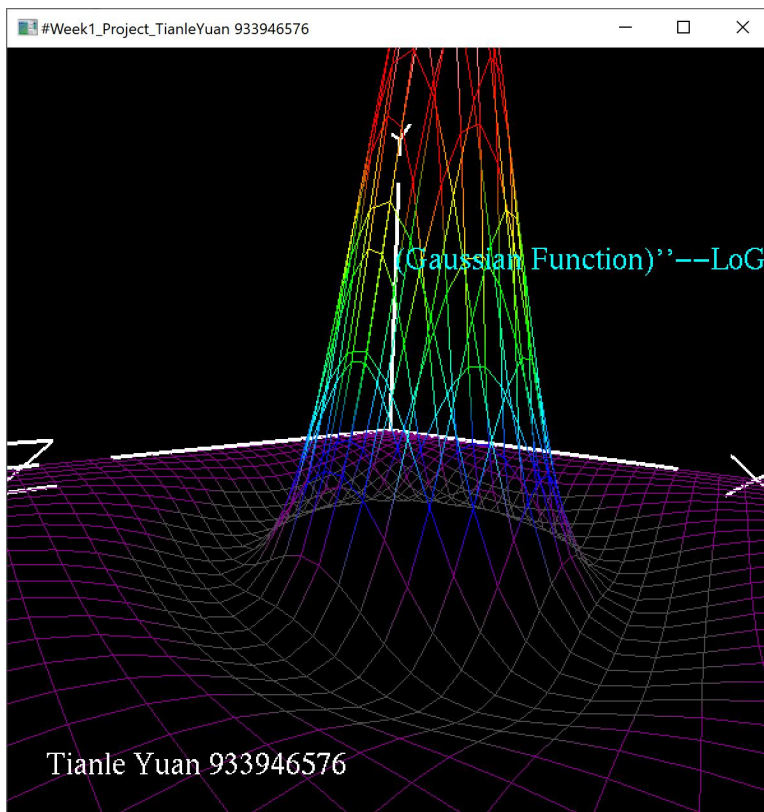 #Week1_Project_TianleYuan 933946576
Y
(Gaussian Function)’’--LoG
Z
X
Tianle Yuan 933946576